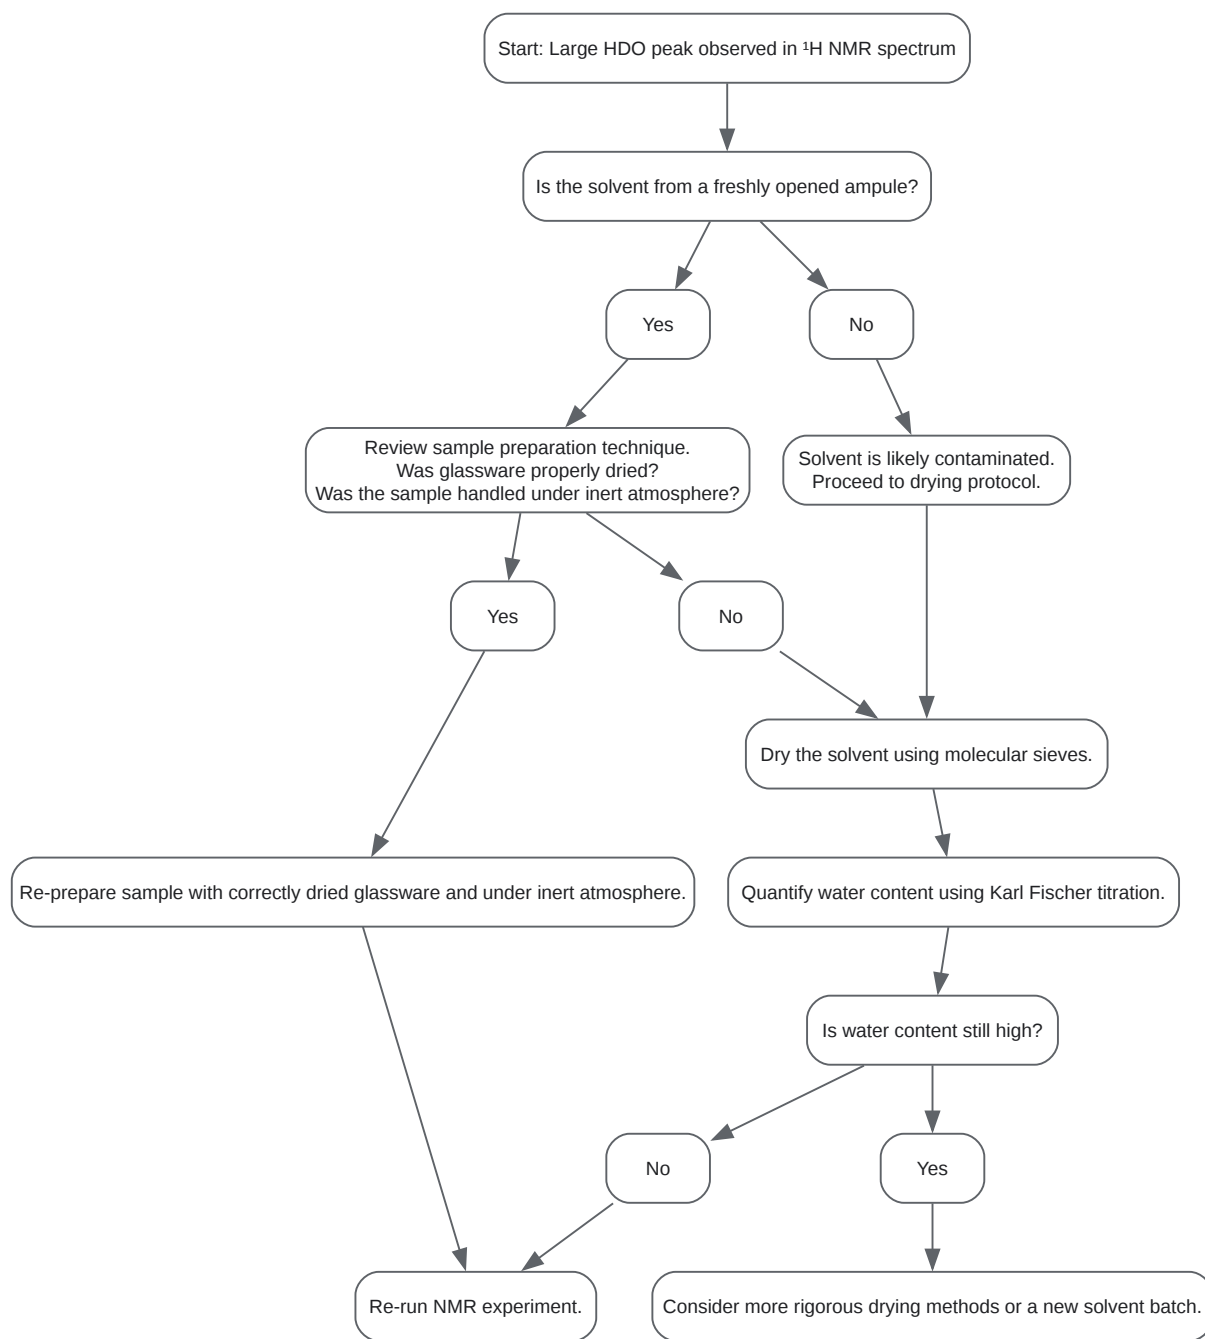 Start: Large HDO peak observed in ¹H NMR spectrum
Is the solvent from a freshly opened ampule?
Yes
No
Review sample preparation technique.
Was glassware properly dried?
Was the sample handled under inert atmosphere?
Solvent is likely contaminated.
Proceed to drying protocol.
Yes
No
Dry the solvent using molecular sieves.
Re-prepare sample with correctly dried glassware and under inert atmosphere.
Quantify water content using Karl Fischer titration.
Is water content still high?
No
Yes
Re-run NMR experiment.
Consider more rigorous drying methods or a new solvent batch.